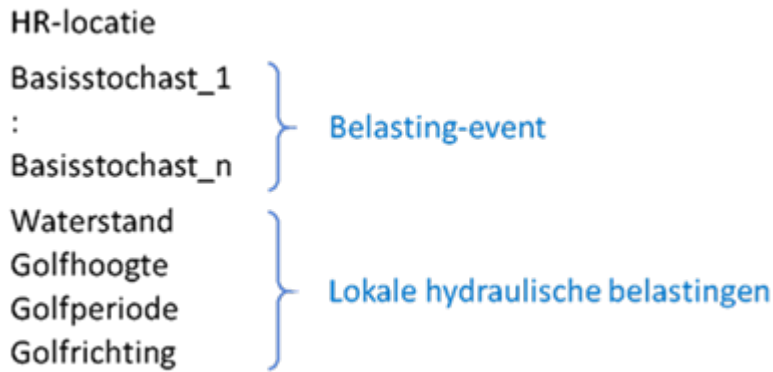 HR-locatie
Basisstochast_1
:
Belasting-event
Basisstochast_n
Waterstand
Golfhoogte
Lokale hydraulische belastingen
Golfperiode
Golfrichting